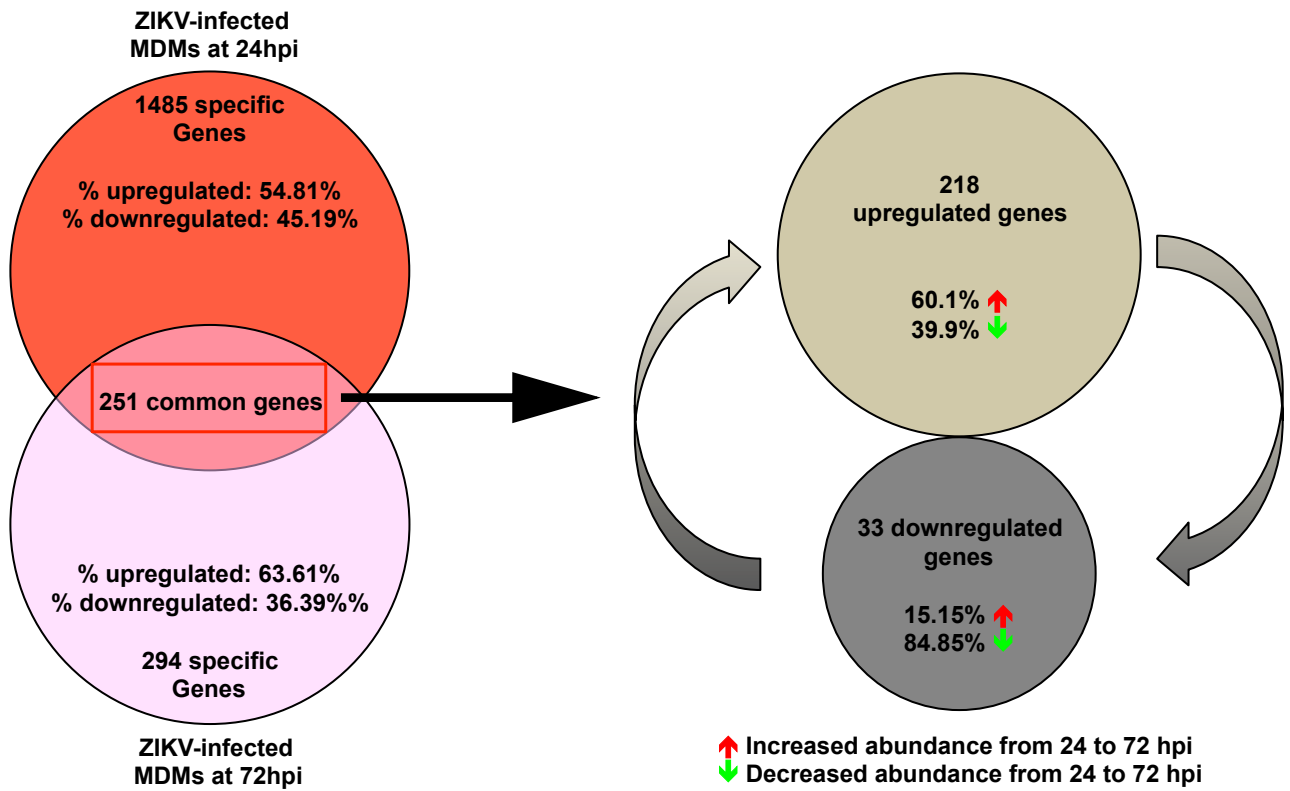 ZIKV-infected
MDMs at 24hpi
1485 specific
Genes
% upregulated: 54.81%
% downregulated: 45.19%
251 common genes
% upregulated: 63.61%
% downregulated: 36.39%%
294 specific
Genes
ZIKV-infected
MDMs at 72hpi
218
upregulated genes
60.1%
39.9%
33 downregulated
genes
15.15%
84.85%
Increased abundance from 24 to 72 hpi
Decreased abundance from 24 to 72 hpi